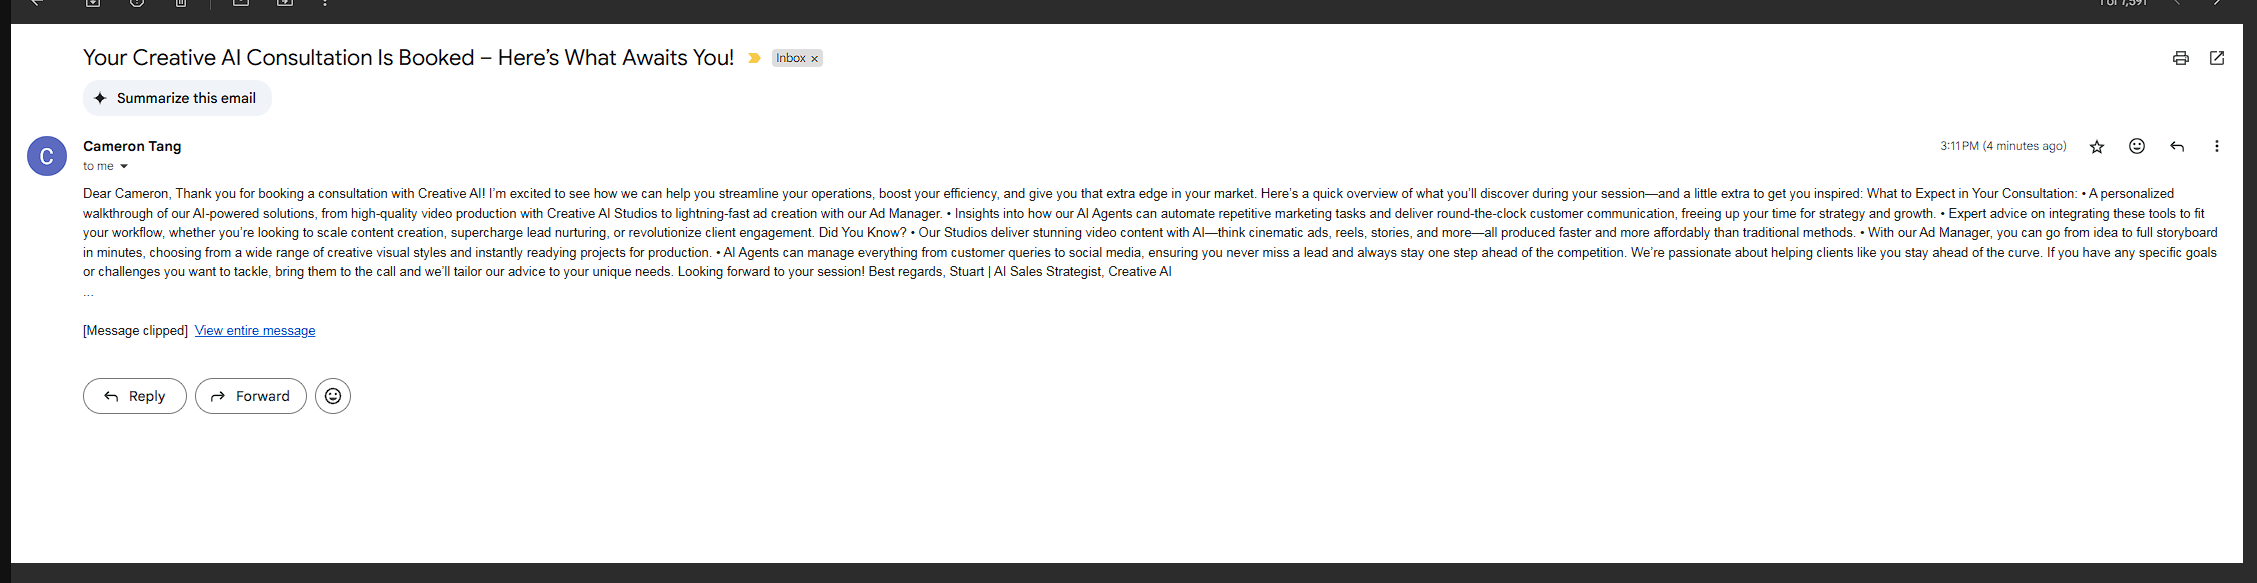 1 of 7,591
Your Creative AI Consultation Is Booked – Here’s What Awaits You!
Inbox x
Summarize this email
C
Cameron Tang
3:11 PM (4 minutes ago)
to me
Dear Cameron, Thank you for booking a consultation with Creative AI! I’m excited to see how we can help you streamline your operations, boost your efficiency, and give you that extra edge in your market. Here’s a quick overview of what you’ll discover during your session—and a little extra to get you inspired: What to Expect in Your Consultation: • A personalized
walkthrough of our AI-powered solutions, from high-quality video production with Creative AI Studios to lightning-fast ad creation with our Ad Manager. • Insights into how our AI Agents can automate repetitive marketing tasks and deliver round-the-clock customer communication, freeing up your time for strategy and growth. • Expert advice on integrating these tools to fit
your workflow, whether you’re looking to scale content creation, supercharge lead nurturing, or revolutionize client engagement. Did You Know? • Our Studios deliver stunning video content with AI—think cinematic ads, reels, stories, and more—all produced faster and more affordably than traditional methods. • With our Ad Manager, you can go from idea to full storyboard
in minutes, choosing from a wide range of creative visual styles and instantly readying projects for production. • AI Agents can manage everything from customer queries to social media, ensuring you never miss a lead and always stay one step ahead of the competition. We’re passionate about helping clients like you stay ahead of the curve. If you have any specific goals
or challenges you want to tackle, bring them to the call and we’ll tailor our advice to your unique needs. Looking forward to your session! Best regards, Stuart | AI Sales Strategist, Creative AI
...
[Message clipped] View entire message
Reply
Forward